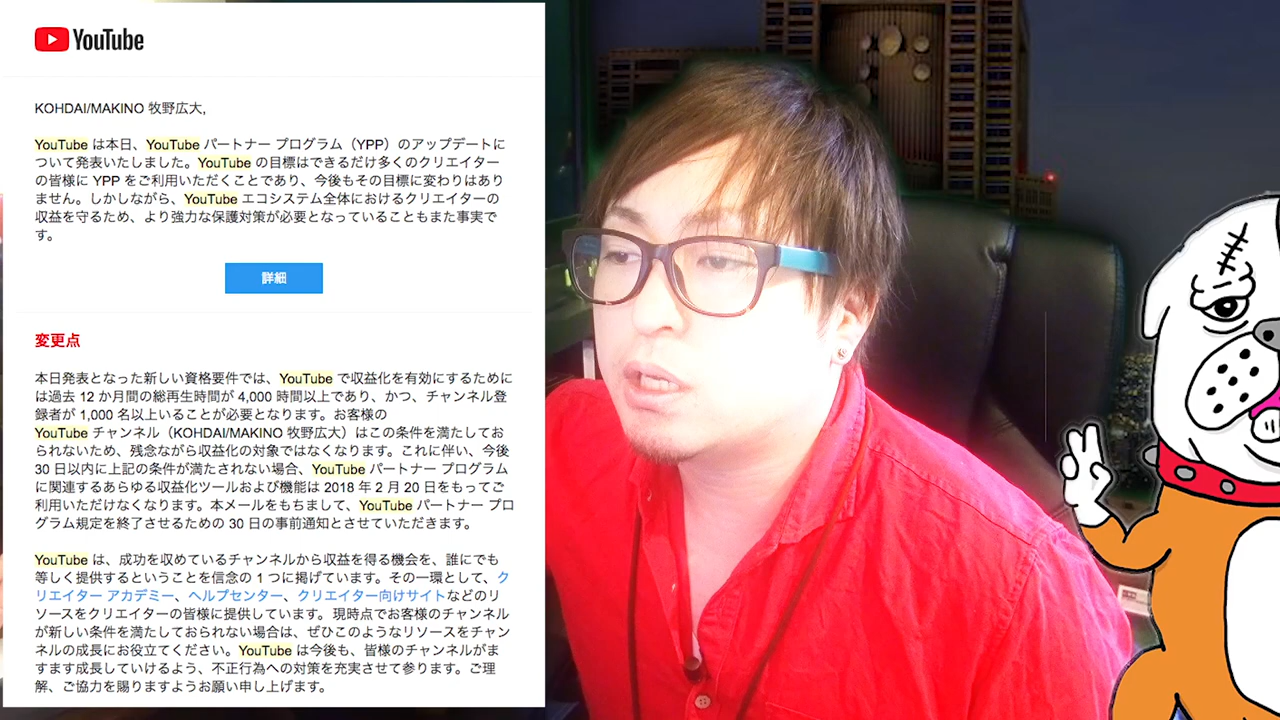 YouTube
KOHDAI/MAKINO 牧野広大,
YouTube は本日、YouTube パートナー プログラム（YPP）のアップデートに
ついて発表いたしました。YouTube の目標はできるだけ多くのクリエイター
の皆様に YPP をご利用いただくことであり、今後もその目標に変わりはあり
ません。しかしながら、YouTube エコシステム全体におけるクリエイターの
収益を守るため、より強力な保護対策が必要となっていることもまた事実で
す。
詳細
変更点
本日発表となった新しい資格要件では、YouTube で収益化を有効にするために
は過去 12 か月間の総再生時間が 4,000 時間以上であり、かつ、チャンネル登
録者が 1,000 名以上いることが必要となります。お客様の
YouTube チャンネル（KOHDAI/MAKINO 牧野広大）はこの条件を満たしてお
られないため、残念ながら収益化の対象ではなくなります。これに伴い、今後
30 日以内に上記の条件が満たされない場合、YouTube パートナー プログラム
に関連するあらゆる収益化ツールおよび機能は 2018 年 2 月 20 日をもってご
利用いただけなくなります。本メールをもちまして、YouTube パートナー プロ
グラム規定を終了させるための 30 日の事前通知とさせていただきます。
YouTube は、成功を収めているチャンネルから収益を得る機会を、誰にでも
等しく提供するということを信念の 1 つに掲げています。その一環として、ク
リエイター アカデミー、ヘルプセンター、クリエイター向けサイトなどのリ
ソースをクリエイターの皆様に提供しています。現時点でお客様のチャンネル
が新しい条件を満たしておられない場合は、ぜひこのようなリソースをチャン
ネルの成長にお役立てください。YouTube は今後も、皆様のチャンネルがま
すます成長していけるよう、不正行為への対策を充実させて参ります。ご理
解、ご協力を賜りますようお願い申し上げます。